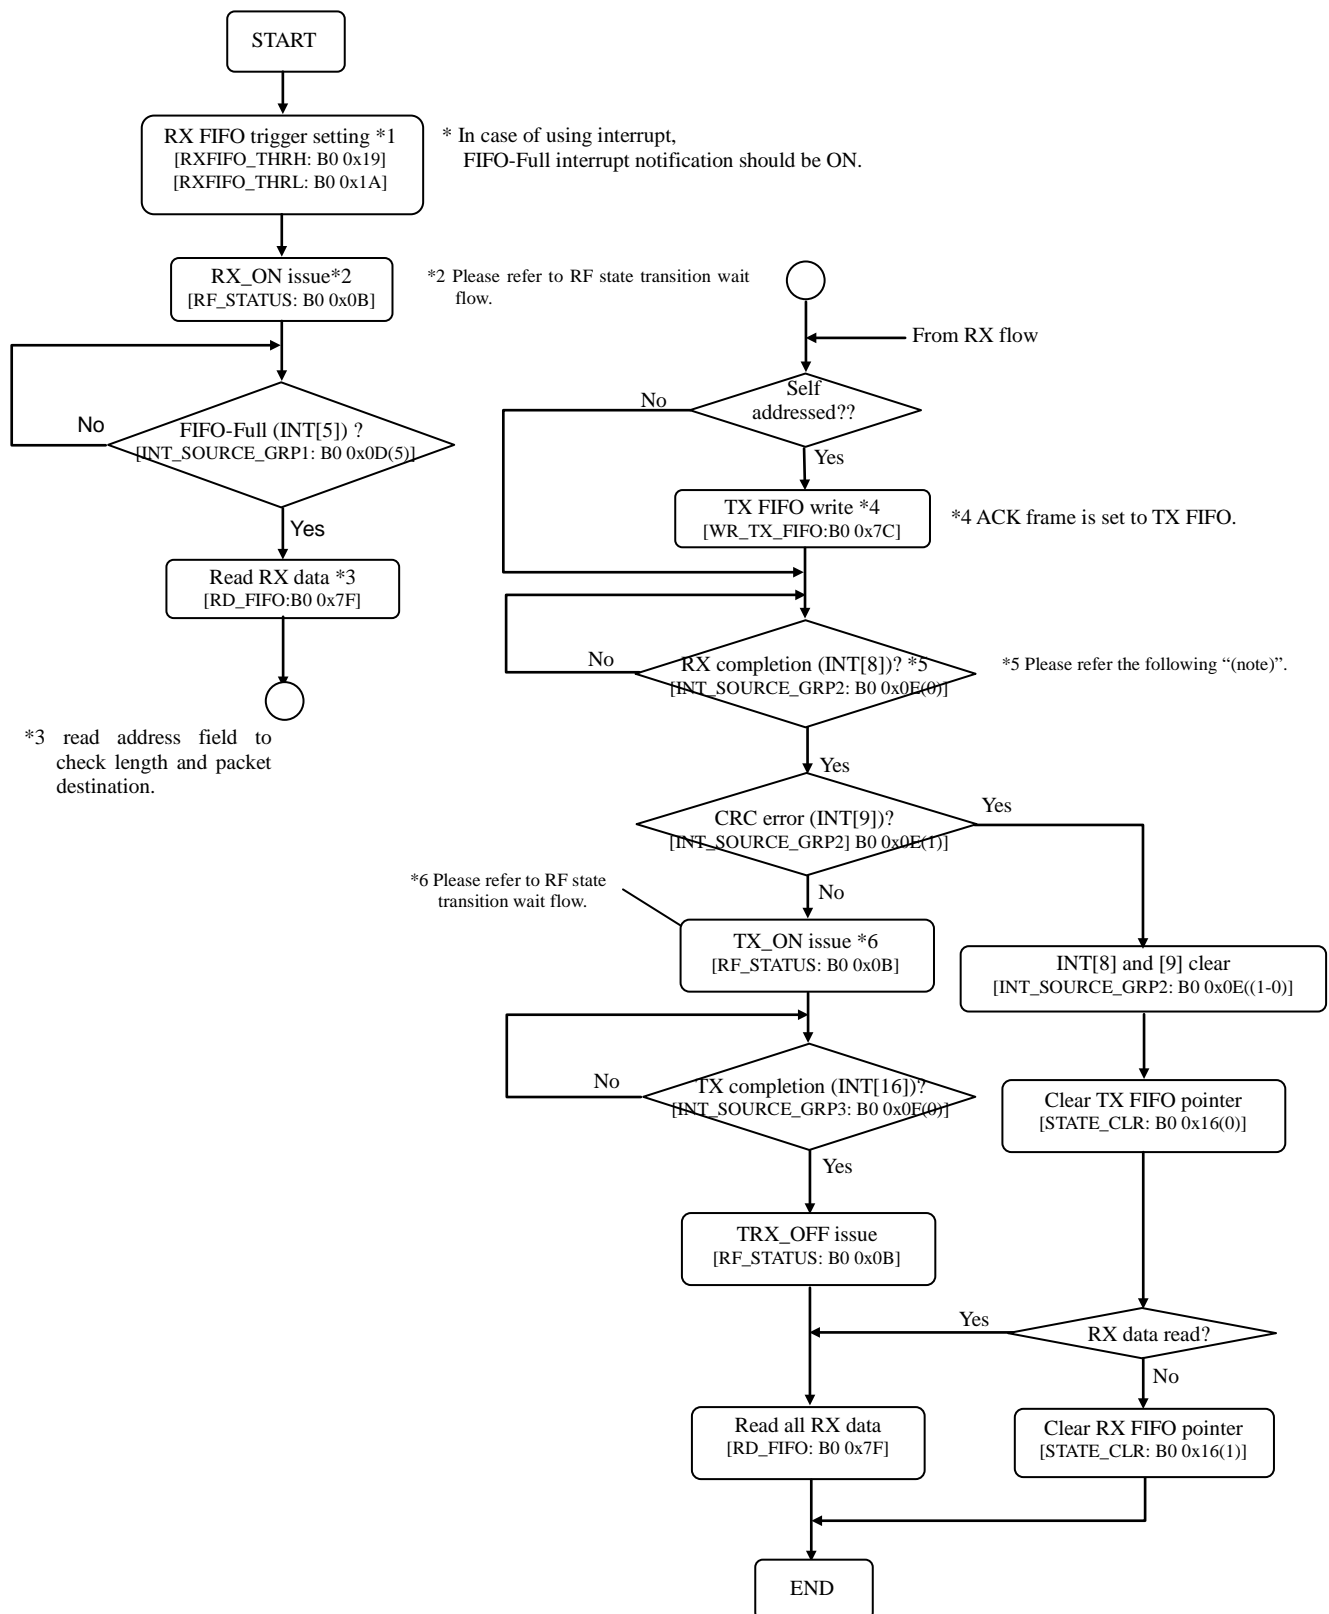 START
RX FIFO trigger setting *1
[RXFIFO_THRH: B0 0x19]
[RXFIFO_THRL: B0 0x1A]
* In case of using interrupt,
FIFO-Full interrupt notification should be ON.
RX_ON issue*2
[RF_STATUS: B0 0x0B]
*2 Please refer to RF state transition wait
flow.
No
FIFO-Full (INT[5]) ?
[INT_SOURCE_GRP1: B0 0x0D(5)]
Yes
Read RX data *3
[RD_FIFO:B0 0x7F]
*3 read address field to
check length and packet
destination.
From RX flow
Self
addressed??
No
Yes
TX FIFO write *4
[WR_TX_FIFO:B0 0x7C]
*4 ACK frame is set to TX FIFO.
No
RX completion (INT[8])? *5
[INT_SOURCE_GRP2: B0 0x0E(0)]
*5 Please refer the following “(note)”.
Yes
CRC error (INT[9])?
[INT_SOURCE_GRP2] B0 0x0E(1)]
Yes
No
*6 Please refer to RF state
transition wait flow.
TX_ON issue *6
[RF_STATUS: B0 0x0B]
INT[8] and [9] clear
[INT_SOURCE_GRP2: B0 0x0E((1-0)]
No
TX completion (INT[16])?
[INT_SOURCE_GRP3: B0 0x0F(0)]
Clear TX FIFO pointer
[STATE_CLR: B0 0x16(0)]
Yes
TRX_OFF issue
[RF_STATUS: B0 0x0B]
Yes
RX data read?
No
Read all RX data
[RD_FIFO: B0 0x7F]
Clear RX FIFO pointer
[STATE_CLR: B0 0x16(1)]
END